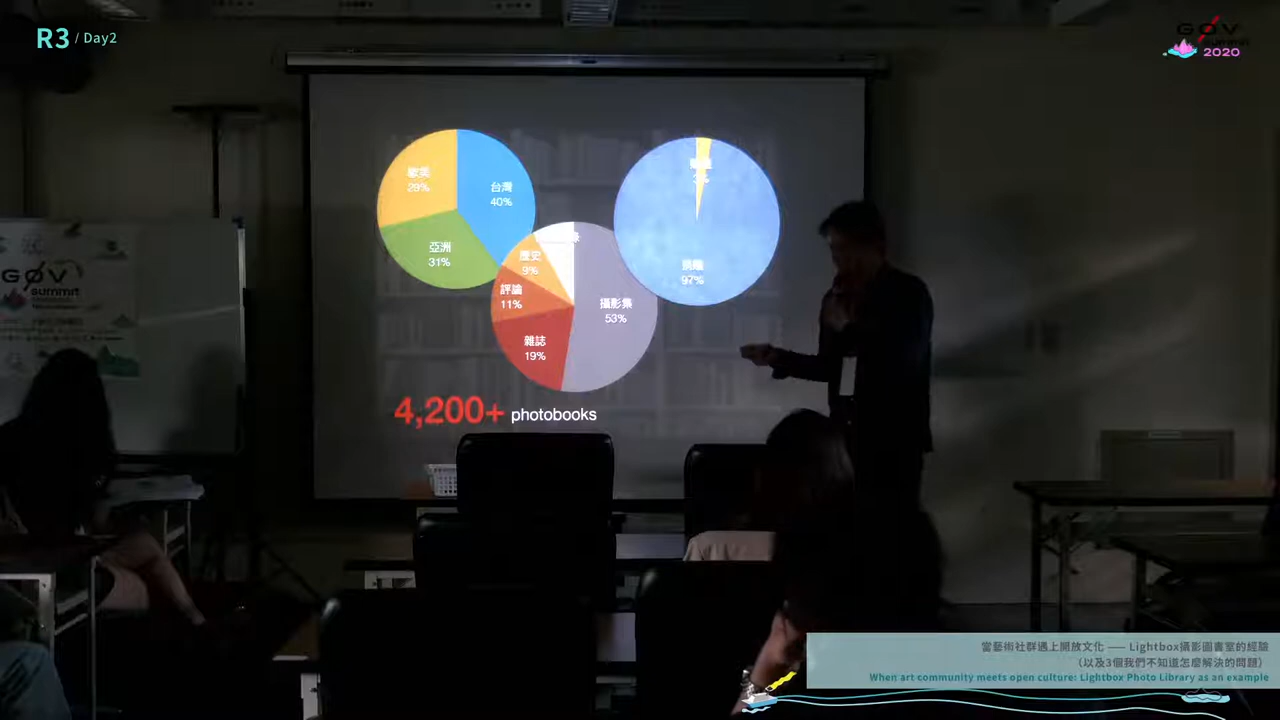 R3 / Day2
GØV
summit
2020
歐美
29%
台灣
40%
亞洲
31%
歷史
9%
評論
11%
攝影集
53%
雜誌
19%
捐贈
97%
4,200+ photobooks
GØV
summit
當藝術社群遇上開放文化 —— Lightbox攝影圖書室的經驗
（以及3個我們不知道怎麼解決的問題）
When art community meets open culture: Lightbox Photo Library as an example